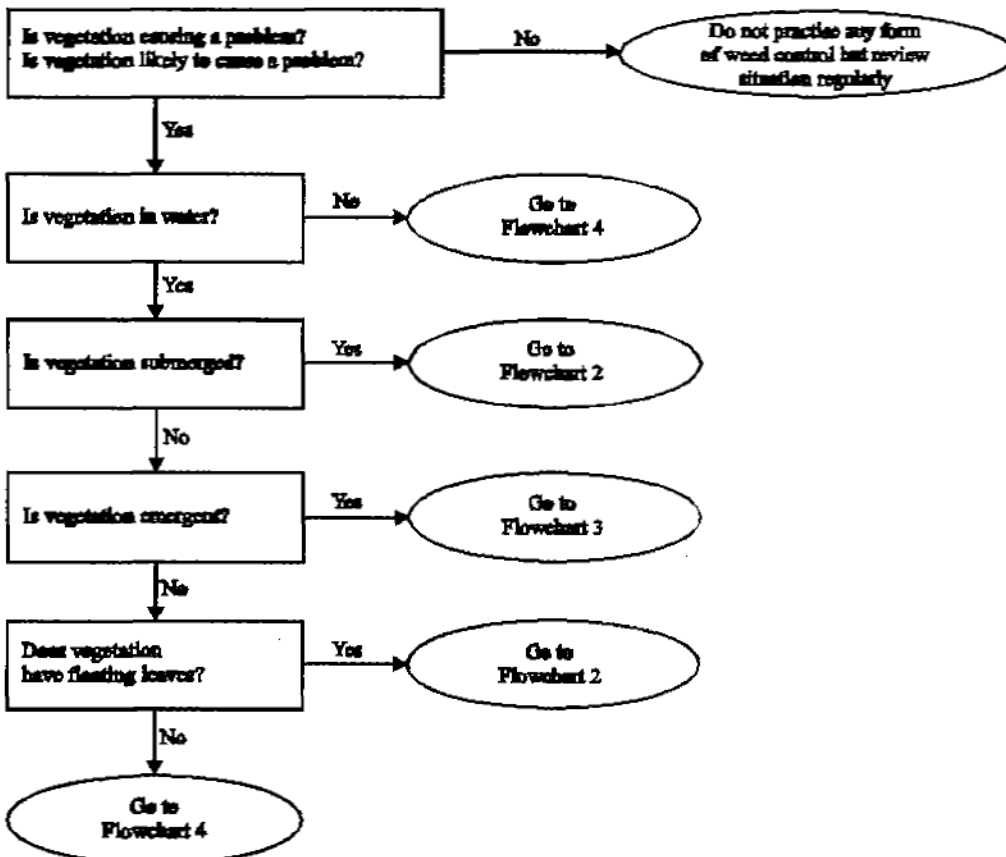 Is vegetation causing a problem?
Is vegetation likely to cause a problem?
No
Do not practise any form
of weed control but review
situation regularly
Yes
Is vegetation in water?
No
Go to
Flowchart 4
Yes
Is vegetation submerged?
Yes
Go to
Flowchart 2
No
Is vegetation emergent?
Yes
Go to
Flowchart 3
No
Does vegetation
have floating leaves?
Yes
Go to
Flowchart 2
No
Go to
Flowchart 4